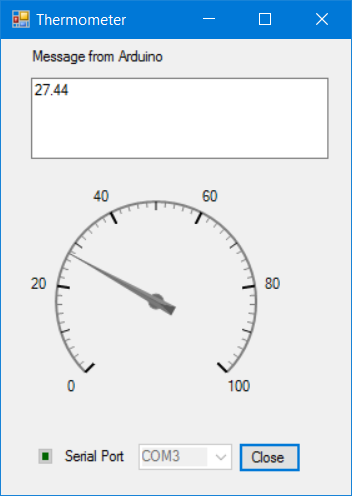 Thermometer
Message from Arduino
27.44
40
60
20
80
0
100
Serial Port
COM3
Close